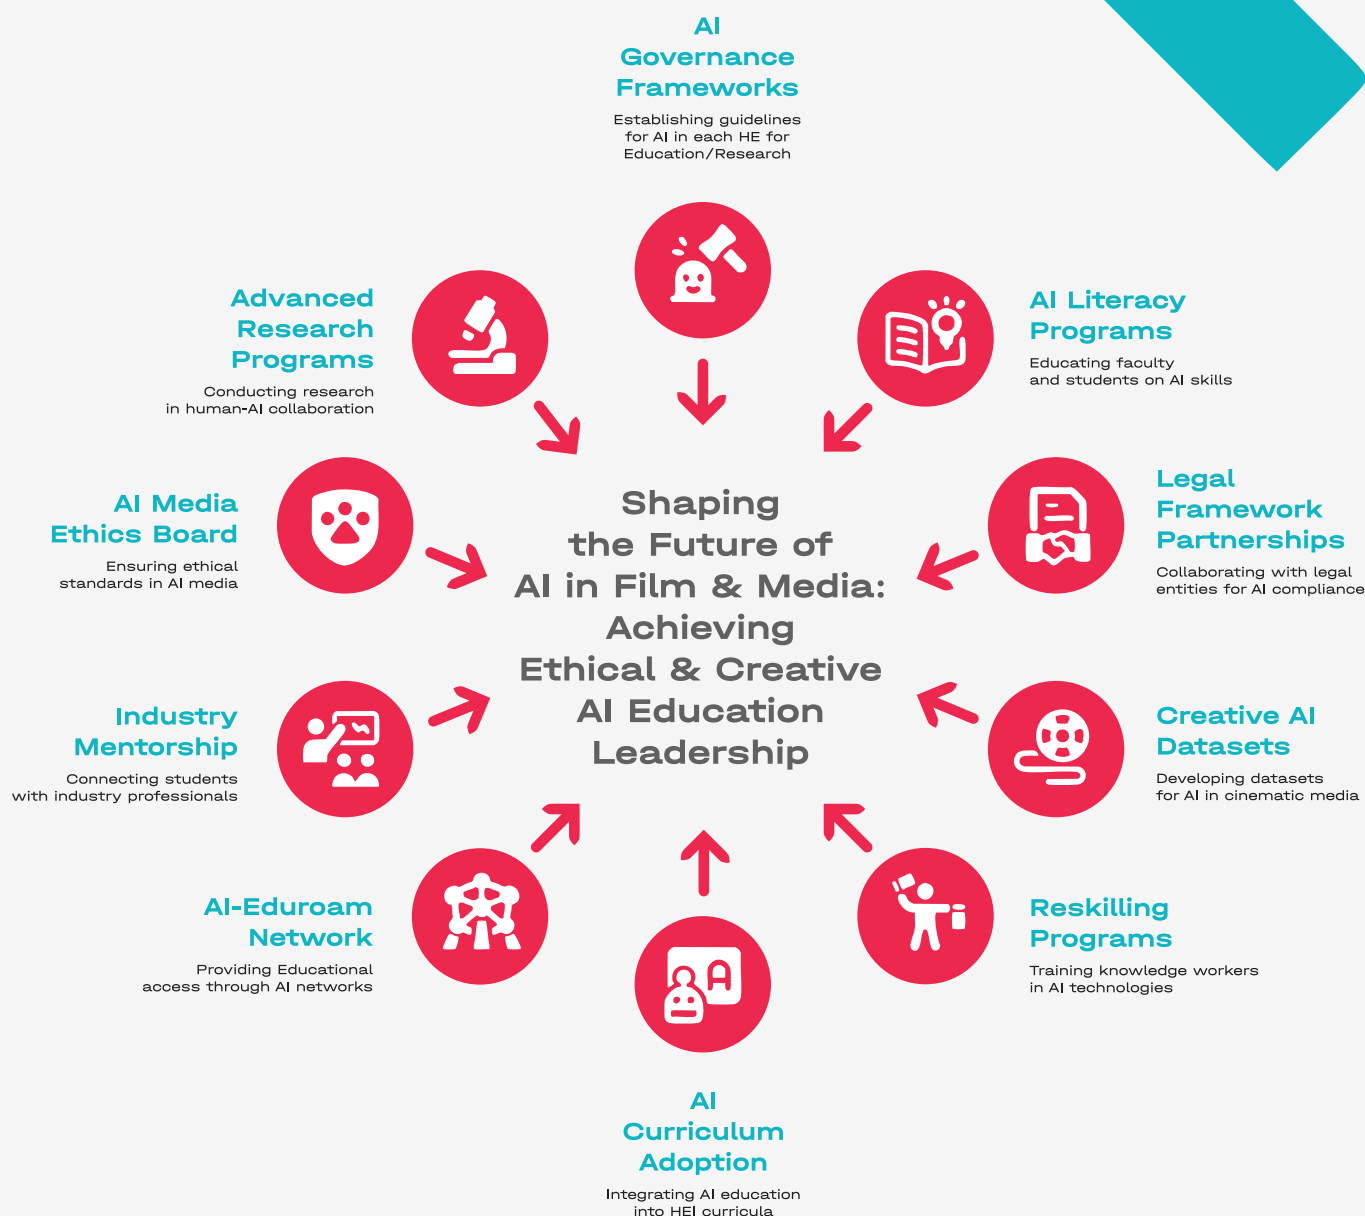 AI
Governance
Frameworks
Establishing guidelines
for AI in each HE for
Education/Research
AI Literacy
Programs
Educating faculty
and students on AI skills
Legal
Framework
Partnerships
Collaborating with legal
entities for AI compliance
Creative AI
Datasets
Developing datasets
for AI in cinematic media
Reskilling
Programs
Training knowledge workers
in AI technologies
AI
Curriculum
Adoption
Integrating AI education
into HEI curricula
AI-Eduroam
Network
Providing Educational
access through AI networks
Industry
Mentorship
Connecting students
with industry professionals
AI Media
Ethics Board
Ensuring ethical
standards in AI media
Advanced
Research
Programs
Conducting research
in human-AI collaboration
Shaping
the Future of
AI in Film & Media:
Achieving
Ethical & Creative
AI Education
Leadership
A